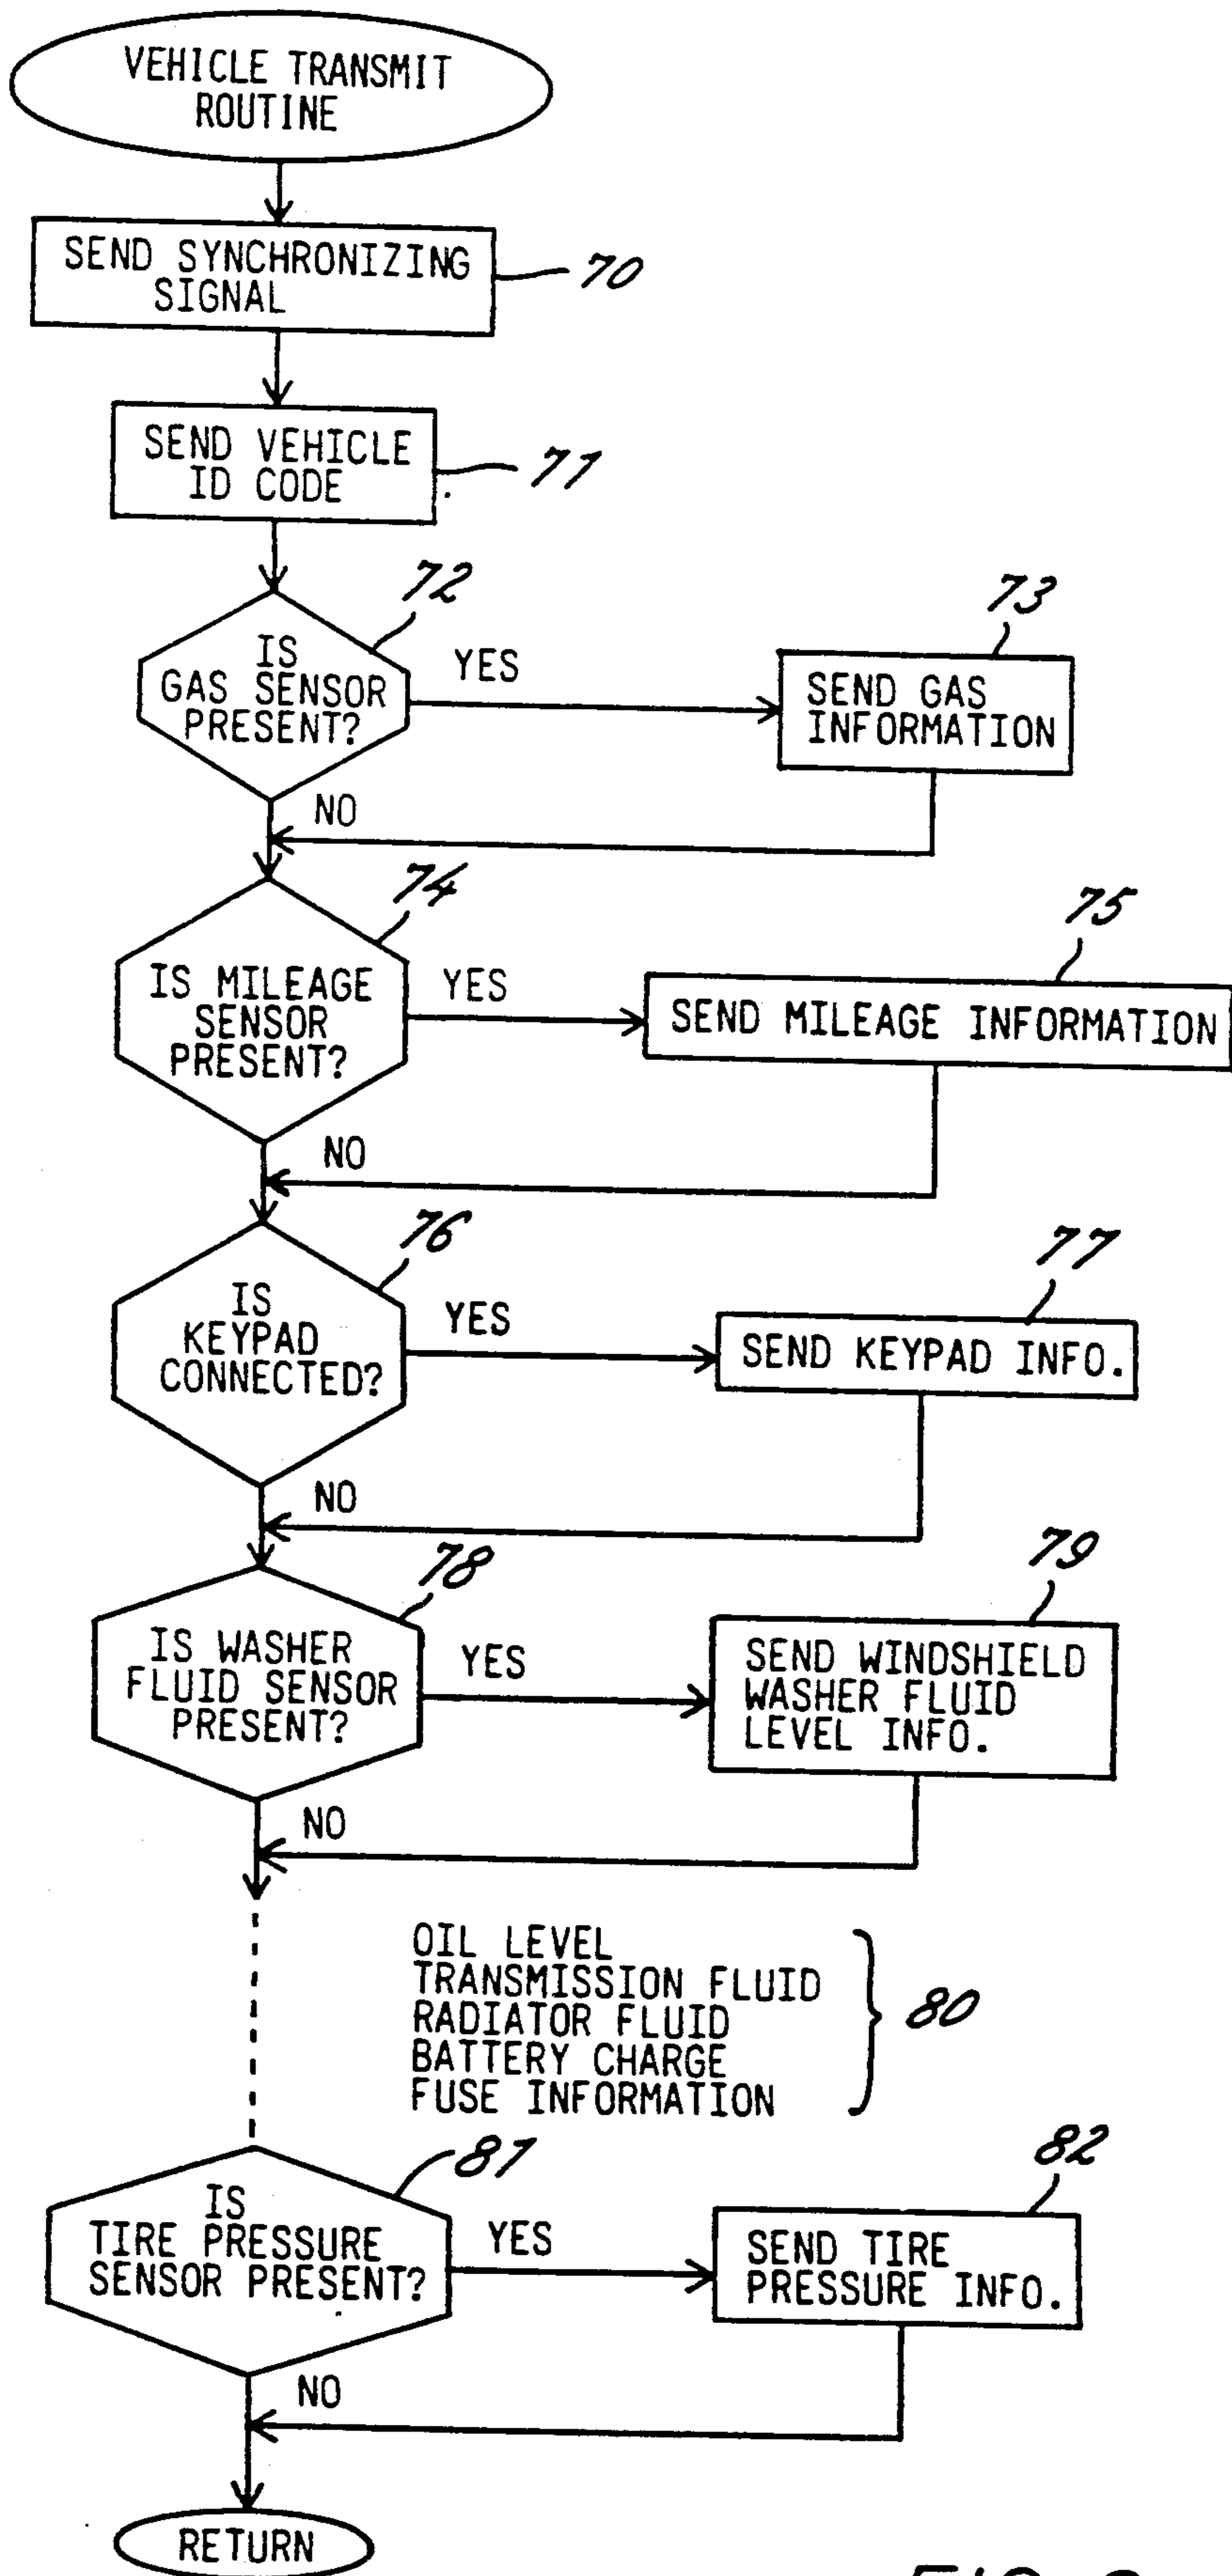 VEHICLE TRANSMIT
ROUTINE
SEND SYNCHRONIZING
SIGNAL
70
SEND VEHICLE
ID CODE
71
72
IS
GAS SENSOR
PRESENT?
YES
73
SEND GAS
INFORMATION
NO
74
IS MILEAGE
SENSOR
PRESENT?
YES
75
SEND MILEAGE INFORMATION
NO
76
IS
KEYPAD
CONNECTED?
YES
77
SEND KEYPAD INFO.
NO
78
IS WASHER
FLUID SENSOR
PRESENT?
YES
79
SEND WINDSHIELD
WASHER FLUID
LEVEL INFO.
NO
OIL LEVEL
TRANSMISSION FLUID
RADIATOR FLUID
BATTERY CHARGE
FUSE INFORMATION
80
81
IS
TIRE PRESSURE
SENSOR PRESENT?
YES
82
SEND TIRE
PRESSURE INFO.
NO
RETURN